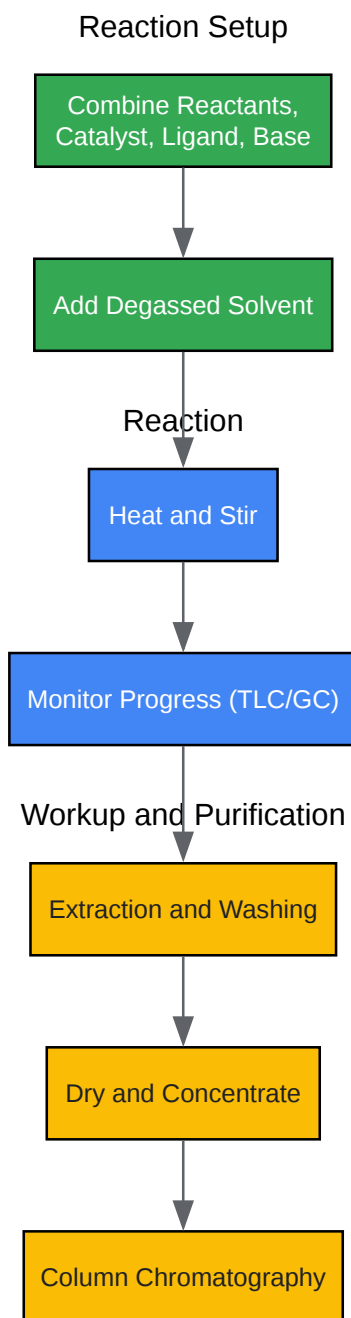 Reaction Setup
Combine Reactants,
Catalyst, Ligand, Base
Add Degassed Solvent
Reaction
Heat and Stir
Monitor Progress (TLC/GC)
Workup and Purification
Extraction and Washing
Dry and Concentrate
Column Chromatography